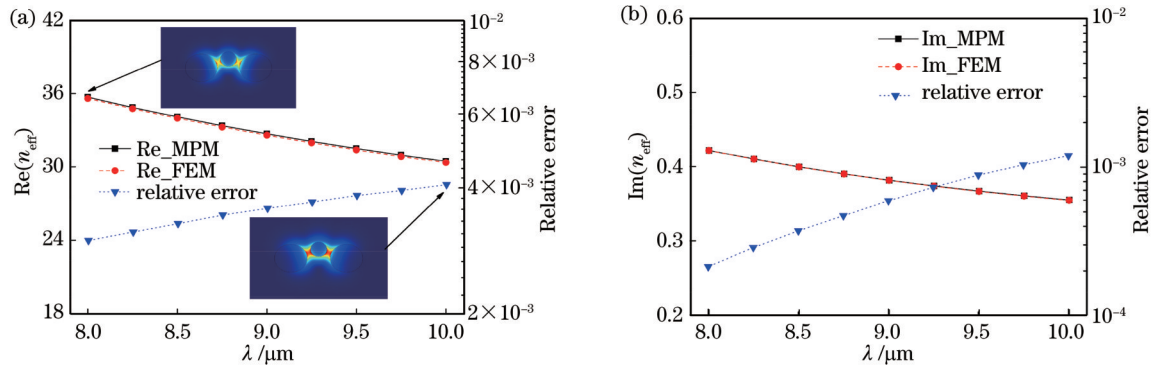 (a)
42
36
30
24
18
Re(n_eff)
10⁻²
8×10⁻³
6×10⁻³
4×10⁻³
2×10⁻³
Relative error
Re_MPM
Re_FEM
relative error
8.0 8.5 9.0 9.5 10.0
λ /μm
(b)
0.6
0.5
0.4
0.3
0.2
Im(n_eff)
10⁻²
10⁻³
10⁻⁴
Relative error
Im_MPM
Im_FEM
relative error
8.0 8.5 9.0 9.5 10.0
λ /μm